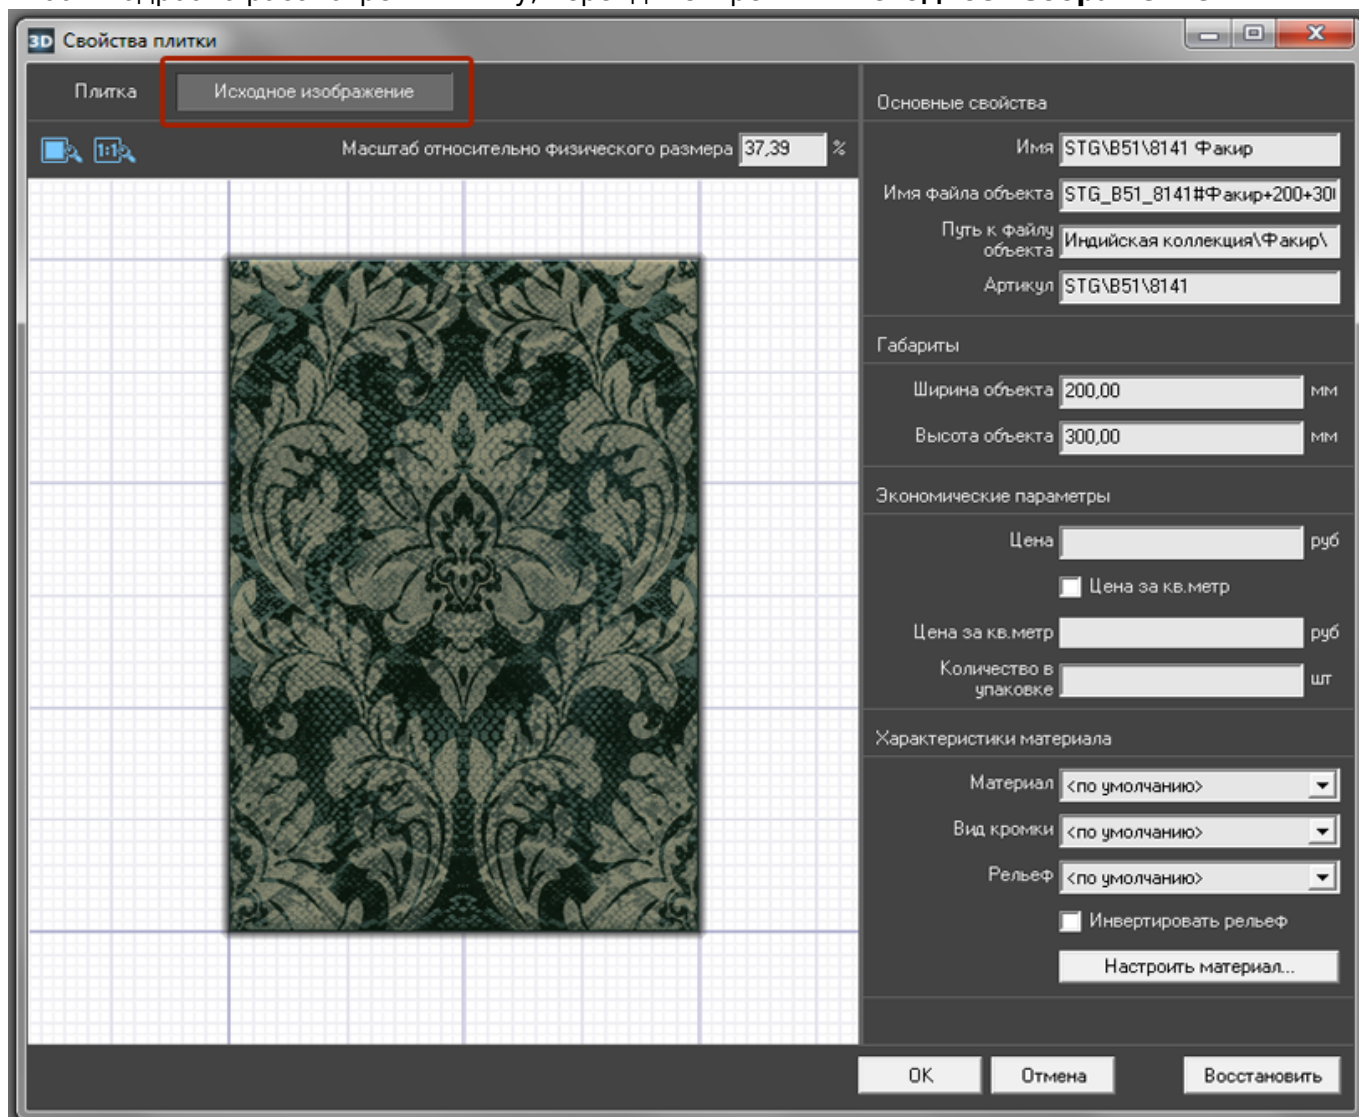 3D Свойства плитки
Плитка Исходное изображение
1:1 Масштаб относительно физического размера 37,39 %
Основные свойства
Имя STG\B51\8141 Факир
Имя файла объекта STG_B51_8141#Факир+200+30
Путь к файлу
объекта Индийская коллекция\Факир\
Артикул STG\B51\8141
Габариты
Ширина объекта 200,00 мм
Высота объекта 300,00 мм
Экономические параметры
Цена руб
Цена за кв.метр
Цена за кв.метр руб
Количество в
упаковке шт
Характеристики материала
Материал <по умолчанию>
Вид кромки <по умолчанию>
Рельеф <по умолчанию>
Инвертировать рельеф
Настроить материал...
OK Отмена Восстановить